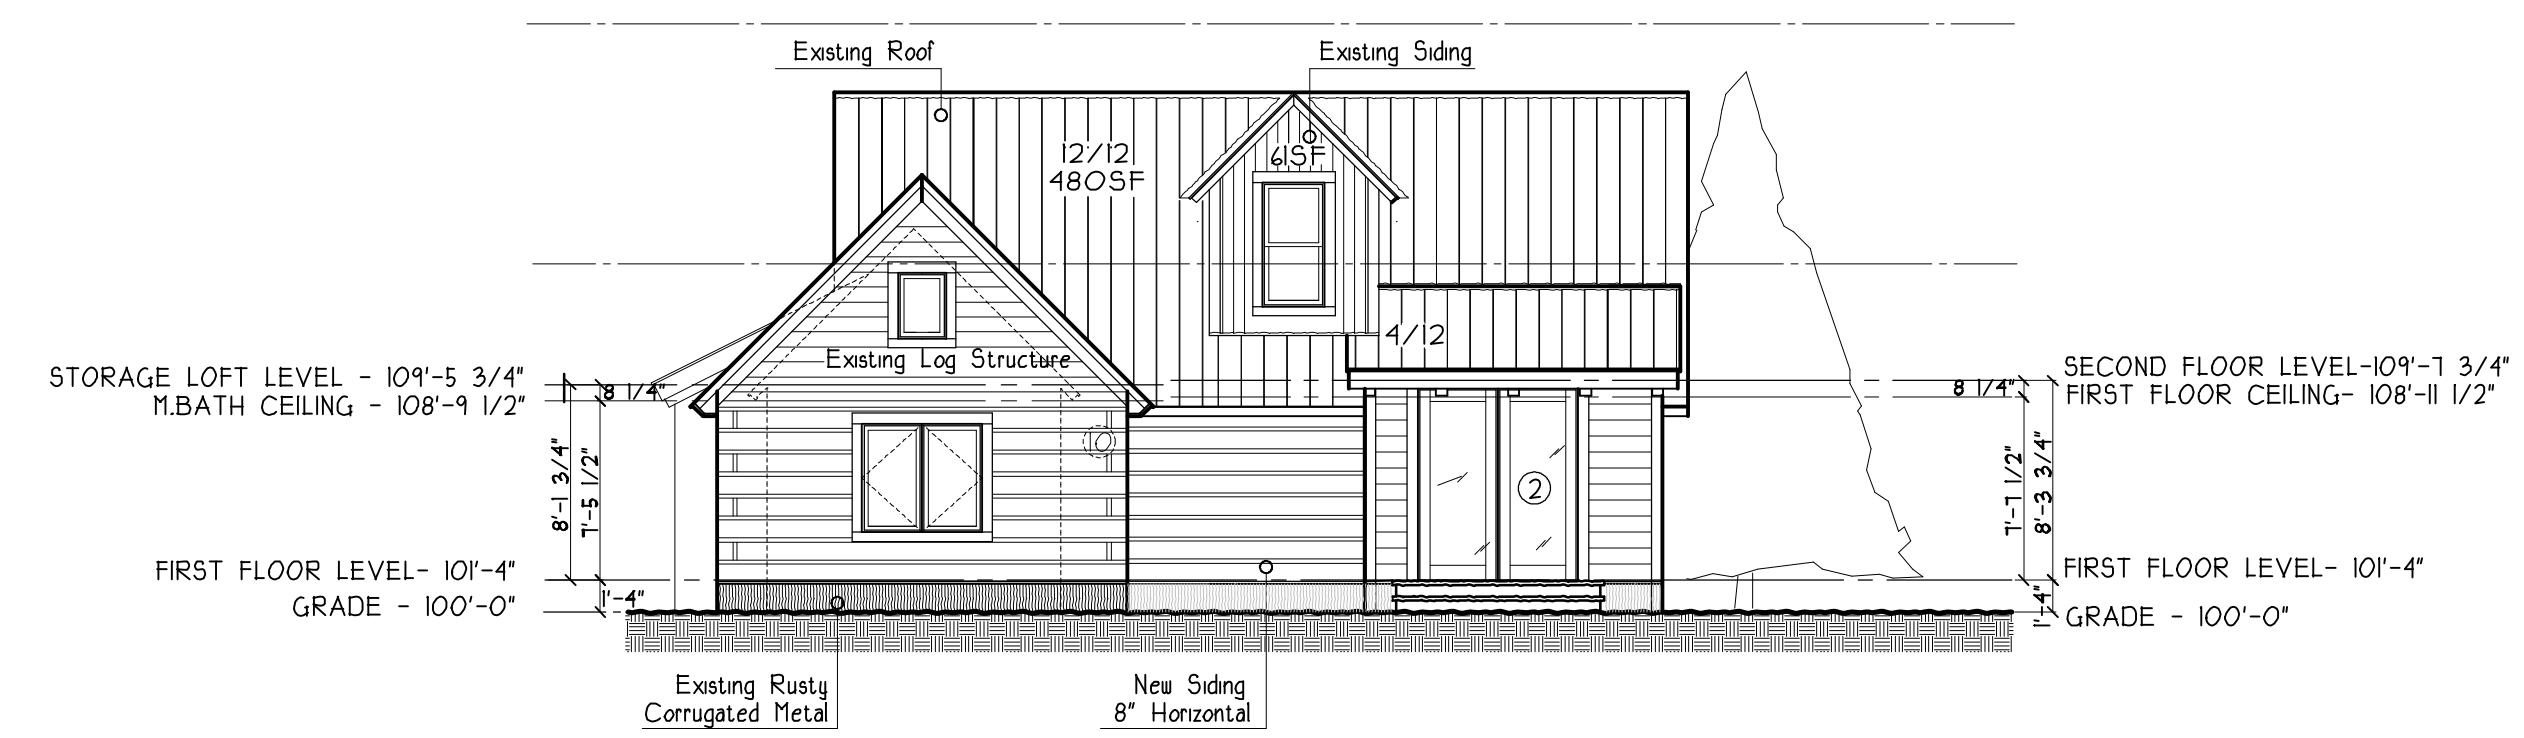 Existing Roof
Existing Siding
12/12
480SF
61SF
4/12
Existing Log Structure
STORAGE LOFT LEVEL - 109'-5 3/4"
M.BATH CEILING - 108'-9 1/2"
8 1/4"
8'-1 3/4"
7'-5 1/2"
FIRST FLOOR LEVEL- 101'-4"
GRADE - 100'-0"
1'-4"
2
SECOND FLOOR LEVEL-109'-7 3/4"
FIRST FLOOR CEILING- 108'-11 1/2"
8 1/4"
7'-7 1/2"
8'-3 3/4"
FIRST FLOOR LEVEL- 101'-4"
1'-4"
GRADE - 100'-0"
Existing Rusty
Corrugated Metal
New Siding
8" Horizontal